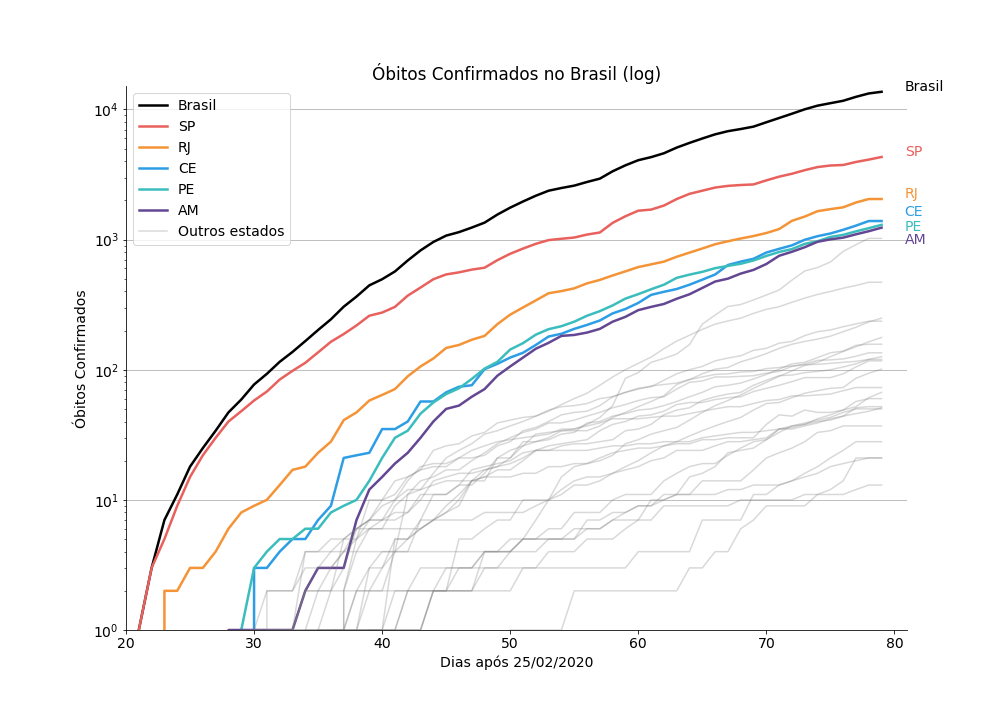 Óbitos Confirmados no Brasil (log)
Brasil
SP
RJ
CE
PE
AM
Outros estados
Brasil
SP
RJ
CE
PE
AM
Óbitos Confirmados
10⁴
10³
10²
10¹
10⁰
20 30 40 50 60 70 80
Dias após 25/02/2020